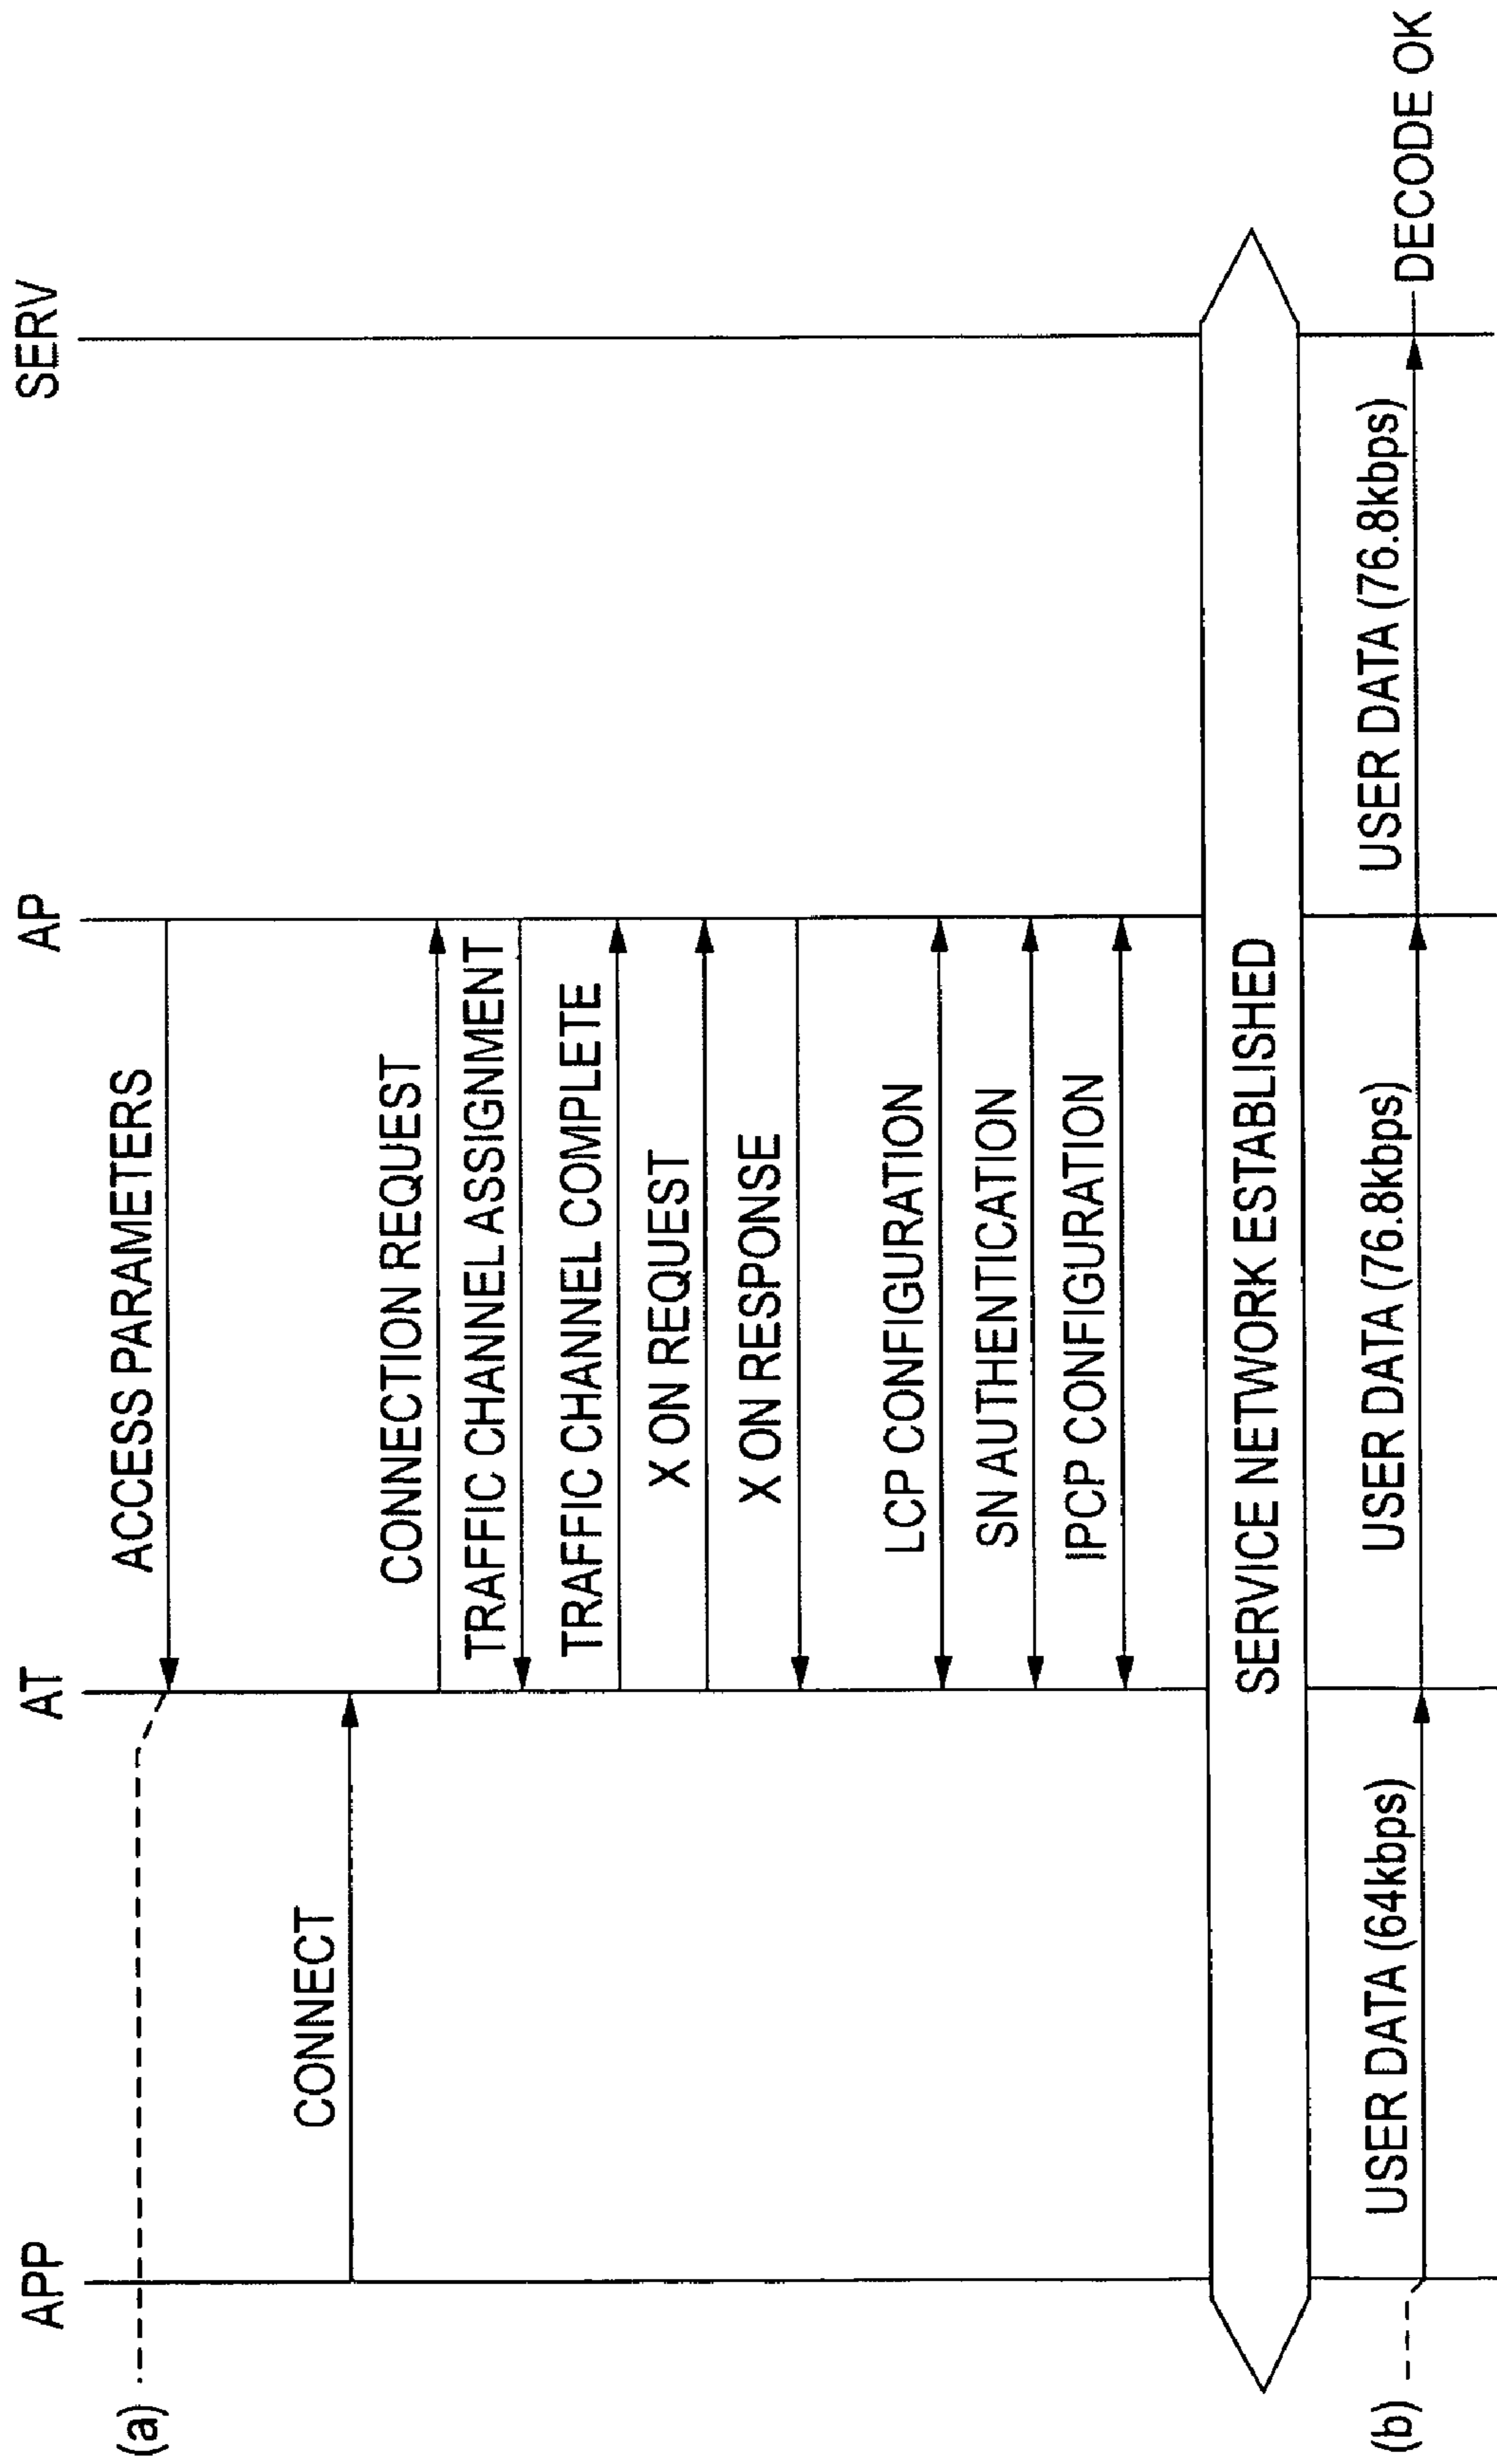 APP
AT
AP
SERV
(a)
ACCESS PARAMETERS
CONNECT
CONNECTION REQUEST
TRAFFIC CHANNEL ASSIGNMENT
TRAFFIC CHANNEL COMPLETE
X ON REQUEST
X ON RESPONSE
LCP CONFIGURATION
SN AUTHENTICATION
IPCP CONFIGURATION
SERVICE NETWORK ESTABLISHED
(b)
USER DATA (64kbps)
USER DATA (76.8kbps)
USER DATA (76.8kbps)
DECODE OK